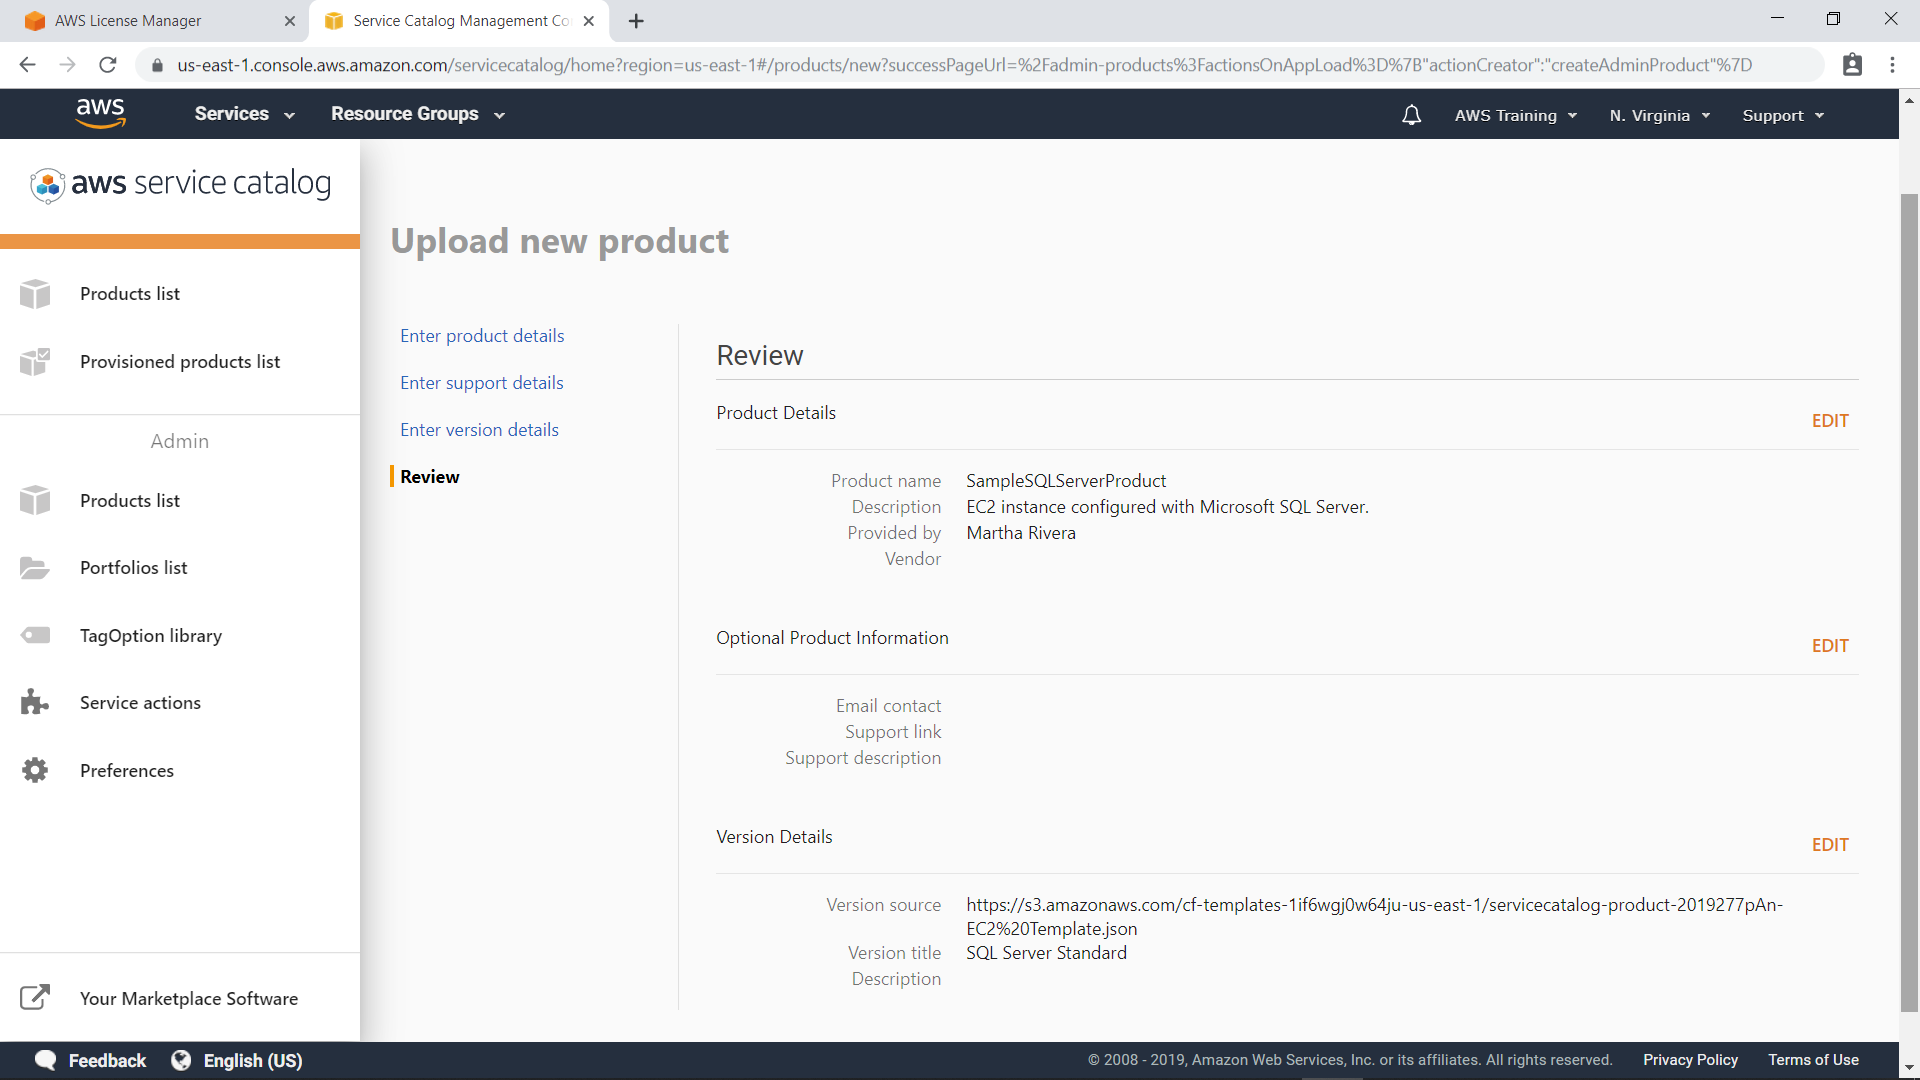 AWS License Manager
Service Catalog Management Co
us-east-1.console.aws.amazon.com/servicecatalog/home?region=us-east-1#/products/new?successPageUrl=%2Fadmin-products%3FactionsOnAppLoad%3D%7B"actionCreator":"createAdminProduct"%7D
aws
Services
Resource Groups
AWS Training
N. Virginia
Support
aws service catalog
Products list
Provisioned products list
Admin
Products list
Portfolios list
TagOption library
Service actions
Preferences
Your Marketplace Software
Upload new product
Enter product details
Enter support details
Enter version details
Review
Review
Product Details
EDIT
Product name SampleSQLServerProduct
Description EC2 instance configured with Microsoft SQL Server.
Provided by Martha Rivera
Vendor
Optional Product Information
EDIT
Email contact
Support link
Support description
Version Details
EDIT
Version source https://s3.amazonaws.com/cf-templates-1if6wgj0w64ju-us-east-1/servicecatalog-product-2019277pAn-
EC2%20Template.json
Version title SQL Server Standard
Description
Feedback
English (US)
© 2008 - 2019, Amazon Web Services, Inc. or its affiliates. All rights reserved.
Privacy Policy
Terms of Use